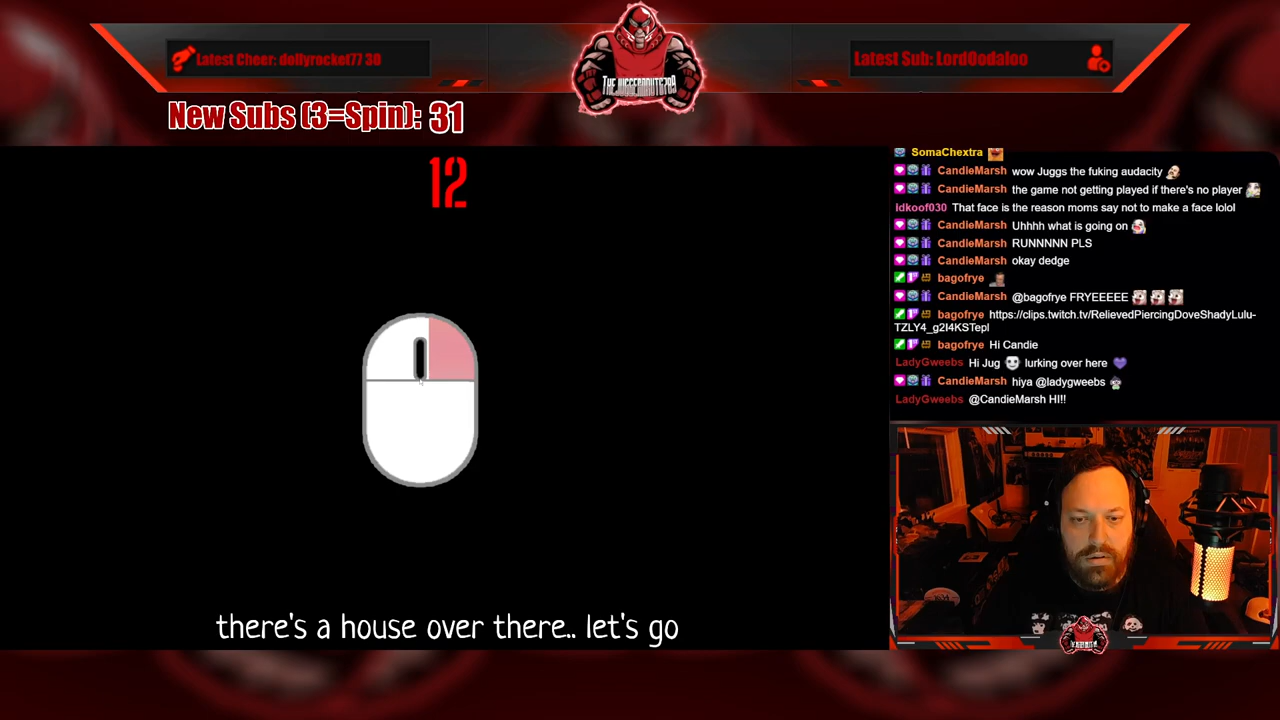 Latest Cheer: dollyrocket77 30
THEJUGGERNAUT6789
Latest Sub: LordOodaloo
New Subs (3=Spin): 31
12
SomaChextra
CandieMarsh wow Juggs the fuking audacity
CandieMarsh the game not getting played if there's no player
Idkoof030 That face is the reason moms say not to make a face lolol
CandieMarsh Uhhhh what is going on
CandieMarsh RUNNNNN PLS
CandieMarsh okay dedge
bagofrye
CandieMarsh @bagofrye FRYEEEEE
bagofrye https://clips.twitch.tv/RelievedPiercingDoveShadyLulu-
TZLY4_g2I4KSTepl
bagofrye Hi Candie
LadyGweebs Hi Jug lurking over here
CandieMarsh hiya @ladygweebs
LadyGweebs @CandieMarsh HI!!
there's a house over there.. let's go